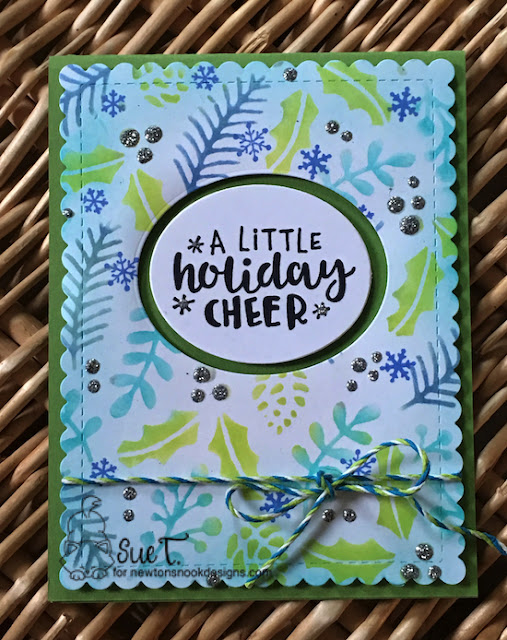 A LITTLE
holiday
CHEER
Sue T.
for newtonsnookdesigns.com